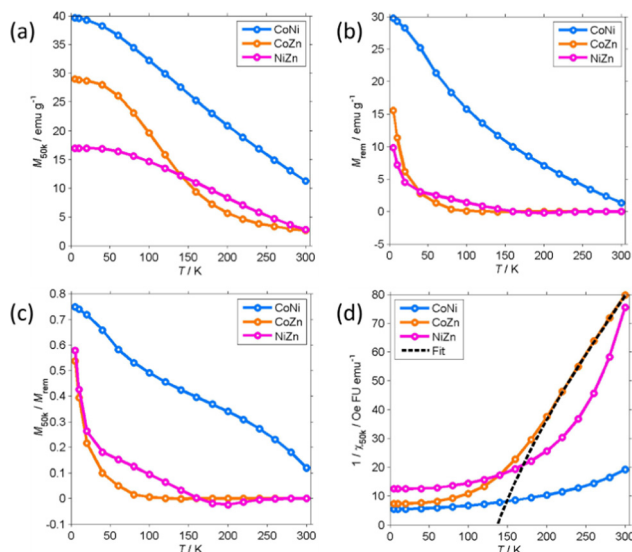 (a)
CoNi
CoZn
NiZn
M50k / emu g⁻¹
40
35
30
25
20
15
10
5
0
0 50 100 150 200 250 300
T / K
(b)
CoNi
CoZn
NiZn
Mrem / emu g⁻¹
30
25
20
15
10
5
0
-5
0 50 100 150 200 250 300
T / K
(c)
CoNi
CoZn
NiZn
M50k / Mrem
0.8
0.7
0.6
0.5
0.4
0.3
0.2
0.1
0
-0.1
0 50 100 150 200 250 300
T / K
(d)
CoNi
CoZn
NiZn
Fit
1 / χ50k / Oe FU emu⁻¹
80
70
60
50
40
30
20
10
0
0 50 100 150 200 250 300
T / K